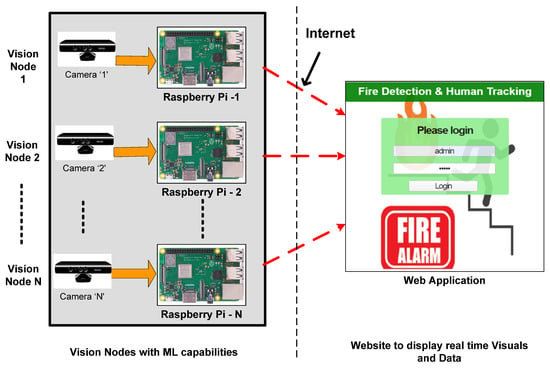 Vision
Node
1
Camera '1'
Raspberry Pi -1
Internet
Vision
Node 2
Camera '2'
Raspberry Pi - 2
Vision
Node N
Camera 'N'
Raspberry Pi - N
Vision Nodes with ML capabilities
Fire Detection & Human Tracking
Please login
admin
•••••
Login
FIRE
ALARM
Web Application
Website to display real time Visuals
and Data